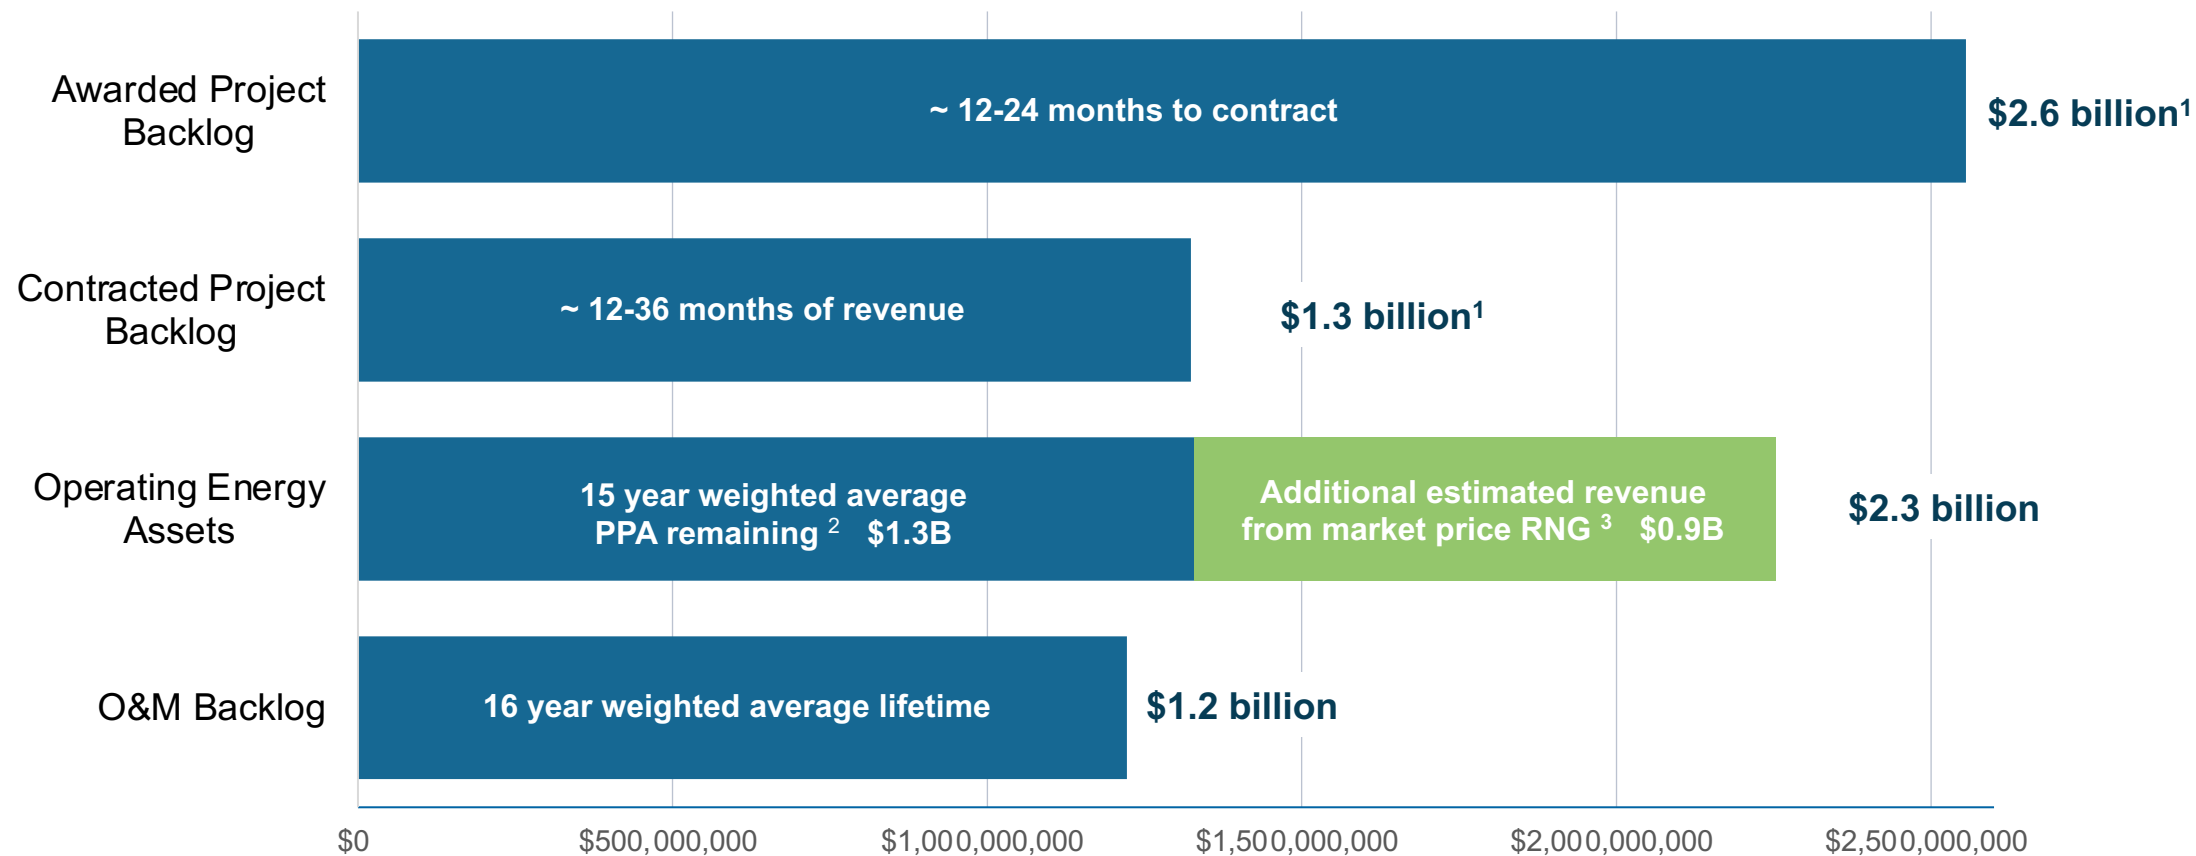 Awarded Project
Backlog
~ 12-24 months to contract
$2.6 billion¹
Contracted Project
Backlog
~ 12-36 months of revenue
$1.3 billion¹
Operating Energy
Assets
15 year weighted average
PPA remaining ² $1.3B
Additional estimated revenue
from market price RNG ³ $0.9B
$2.3 billion
O&M Backlog
16 year weighted average lifetime
$1.2 billion
$0 $500,000,000 $1,000,000,000 $1,500,000,000 $2,000,000,000 $2,500,000,000